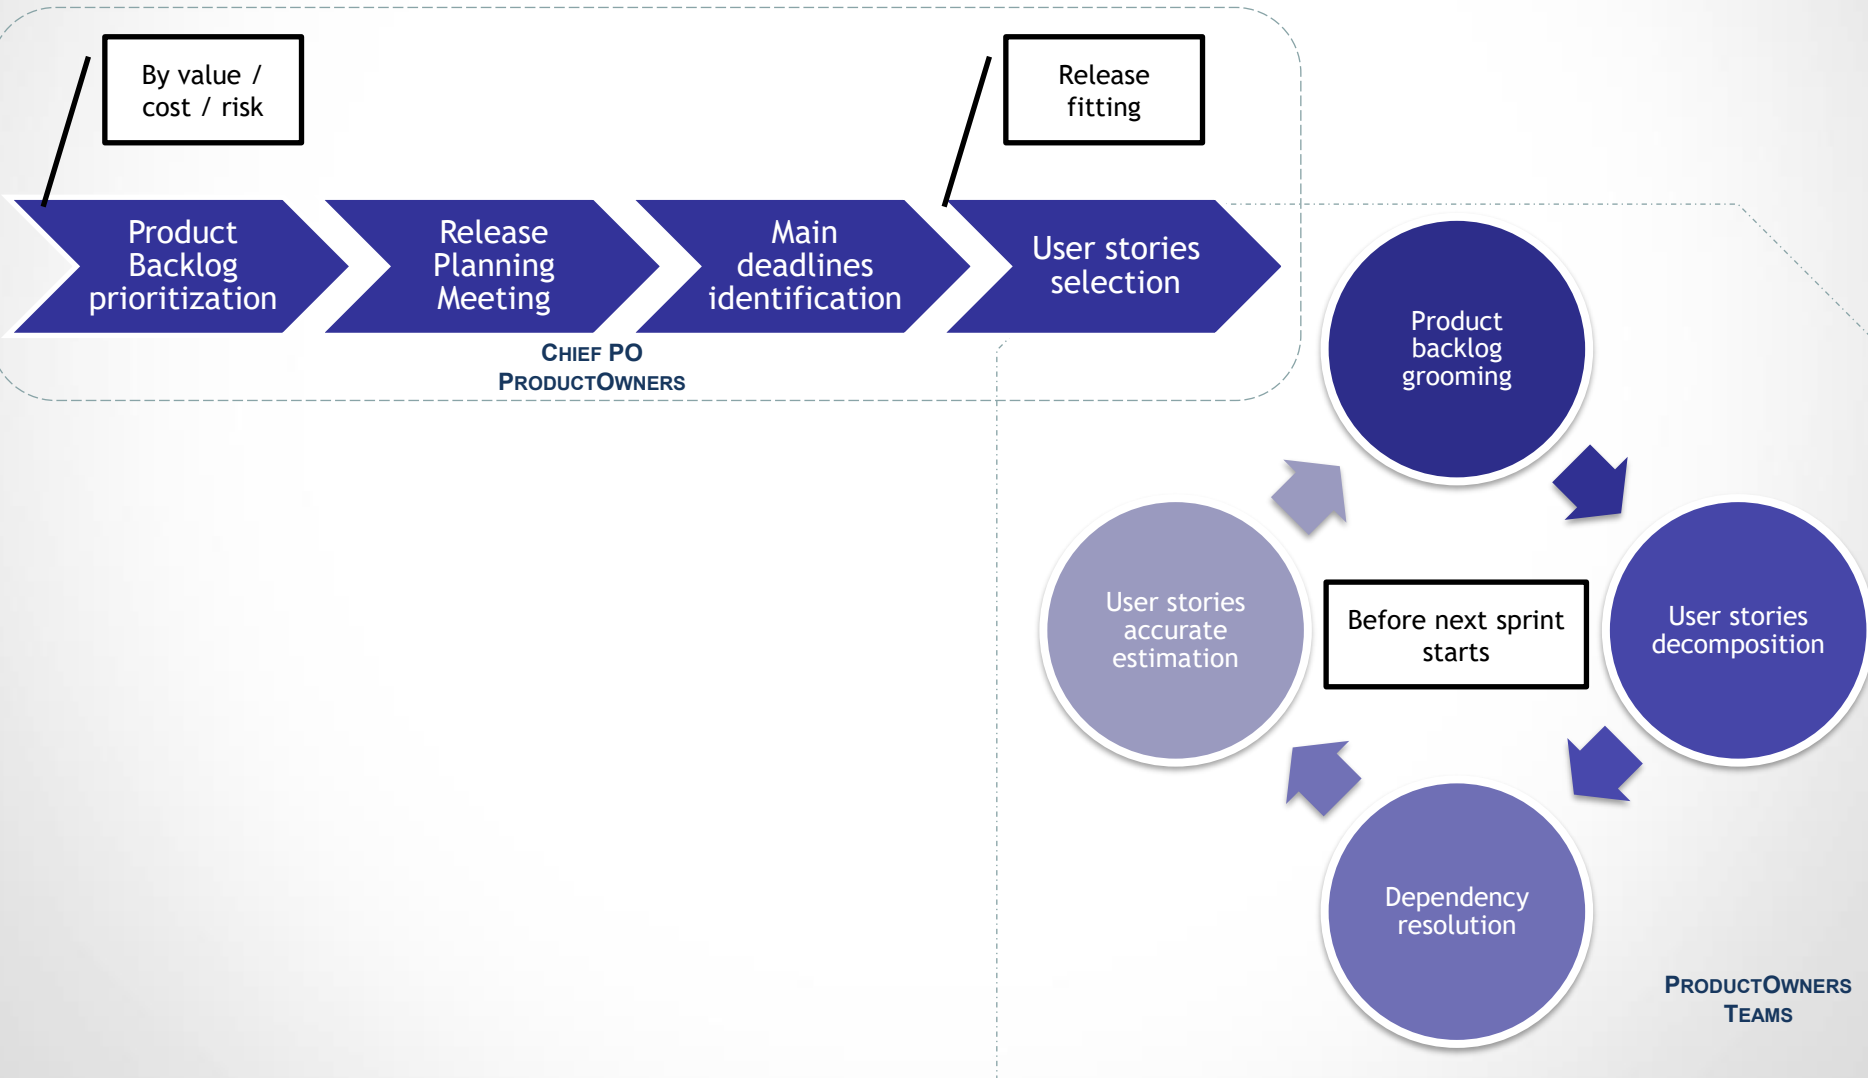 By value /
cost / risk
Release
fitting
Product
Backlog
prioritization
Release
Planning
Meeting
Main
deadlines
identification
User stories
selection
CHIEF PO
PRODUCTOWNERS
Product
backlog
grooming
User stories
accurate
estimation
Before next sprint
starts
User stories
decomposition
Dependency
resolution
PRODUCTOWNERS
TEAMS